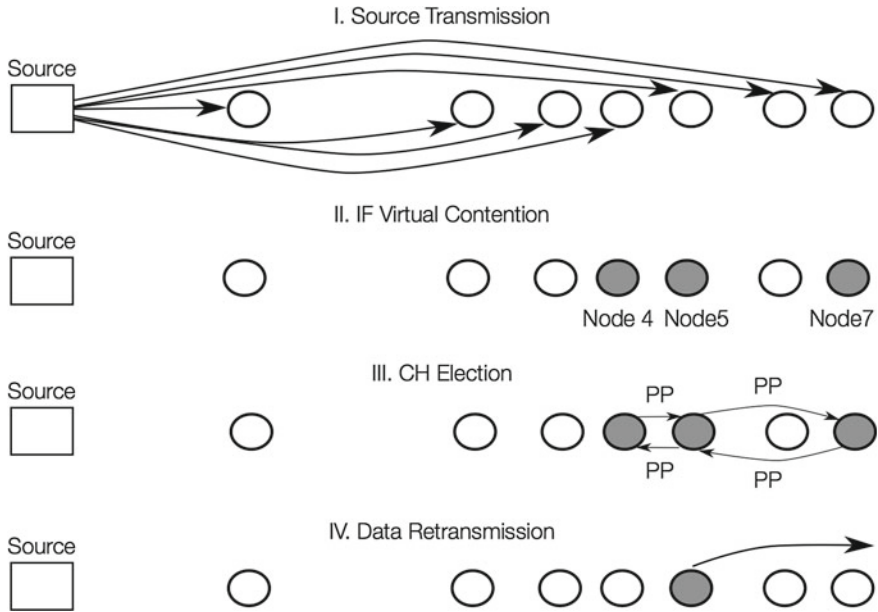 I. Source Transmission
Source
II. IF Virtual Contention
Source
Node 4 Node5 Node7
III. CH Election
Source
PP PP
PP PP
IV. Data Retransmission
Source